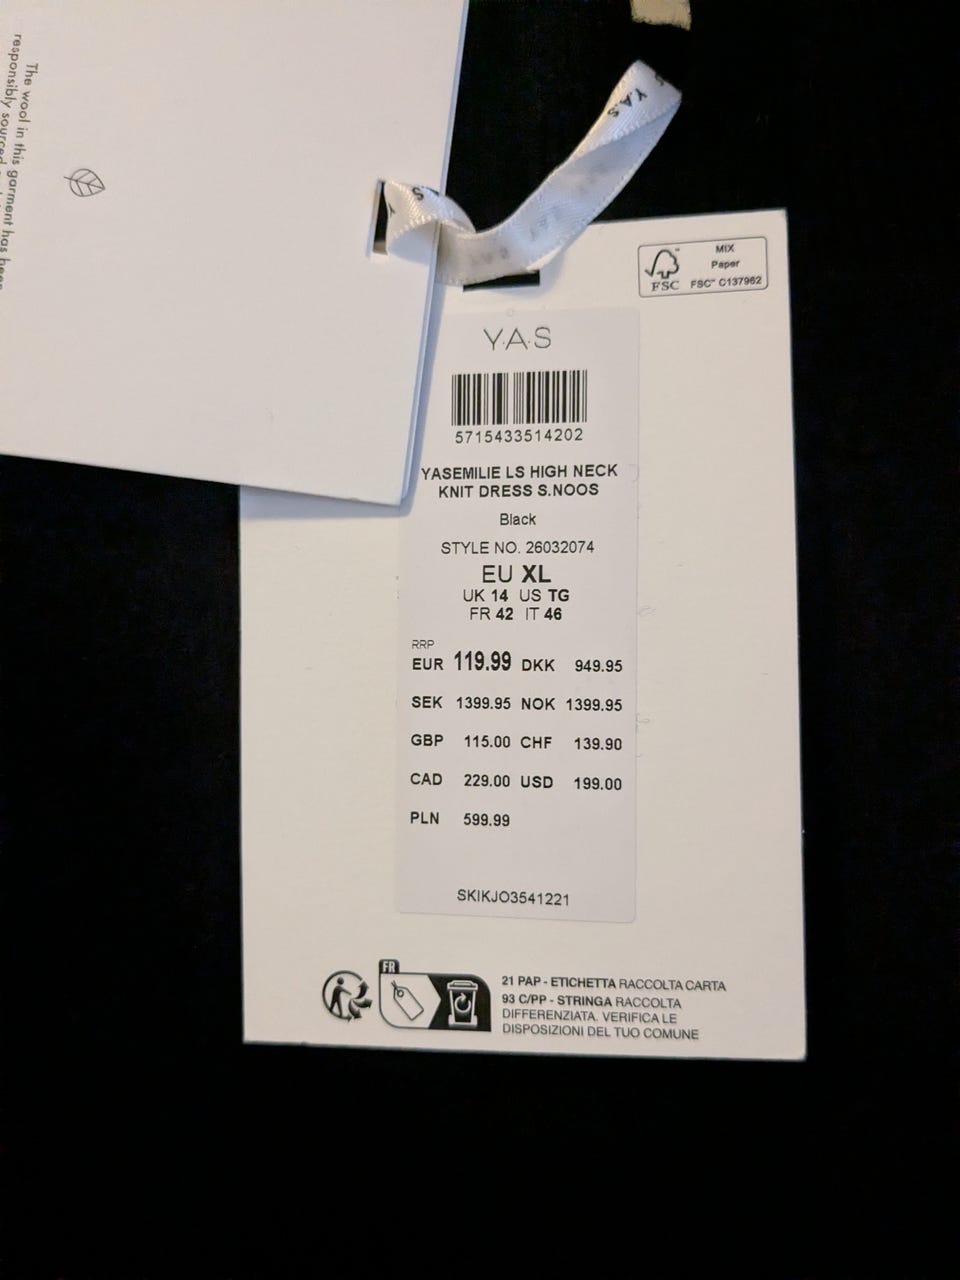 The wool in this garment has been
responsibly sourced
Y.A.S
MIX
Paper
FSC™ C137962
FSC
Y·A·S
5715433514202
YASEMILIE LS HIGH NECK
KNIT DRESS S.NOOS
Black
STYLE NO. 26032074
EU XL
UK 14 US TG
FR 42 IT 46
RRP
EUR 119.99 DKK 949.95
SEK 1399.95 NOK 1399.95
GBP 115.00 CHF 139.90
CAD 229.00 USD 199.00
PLN 599.99
SKIKJO3541221
FR
21 PAP - ETICHETTA RACCOLTA CARTA
93 C/PP - STRINGA RACCOLTA
DIFFERENZIATA. VERIFICA LE
DISPOSIZIONI DEL TUO COMUNE